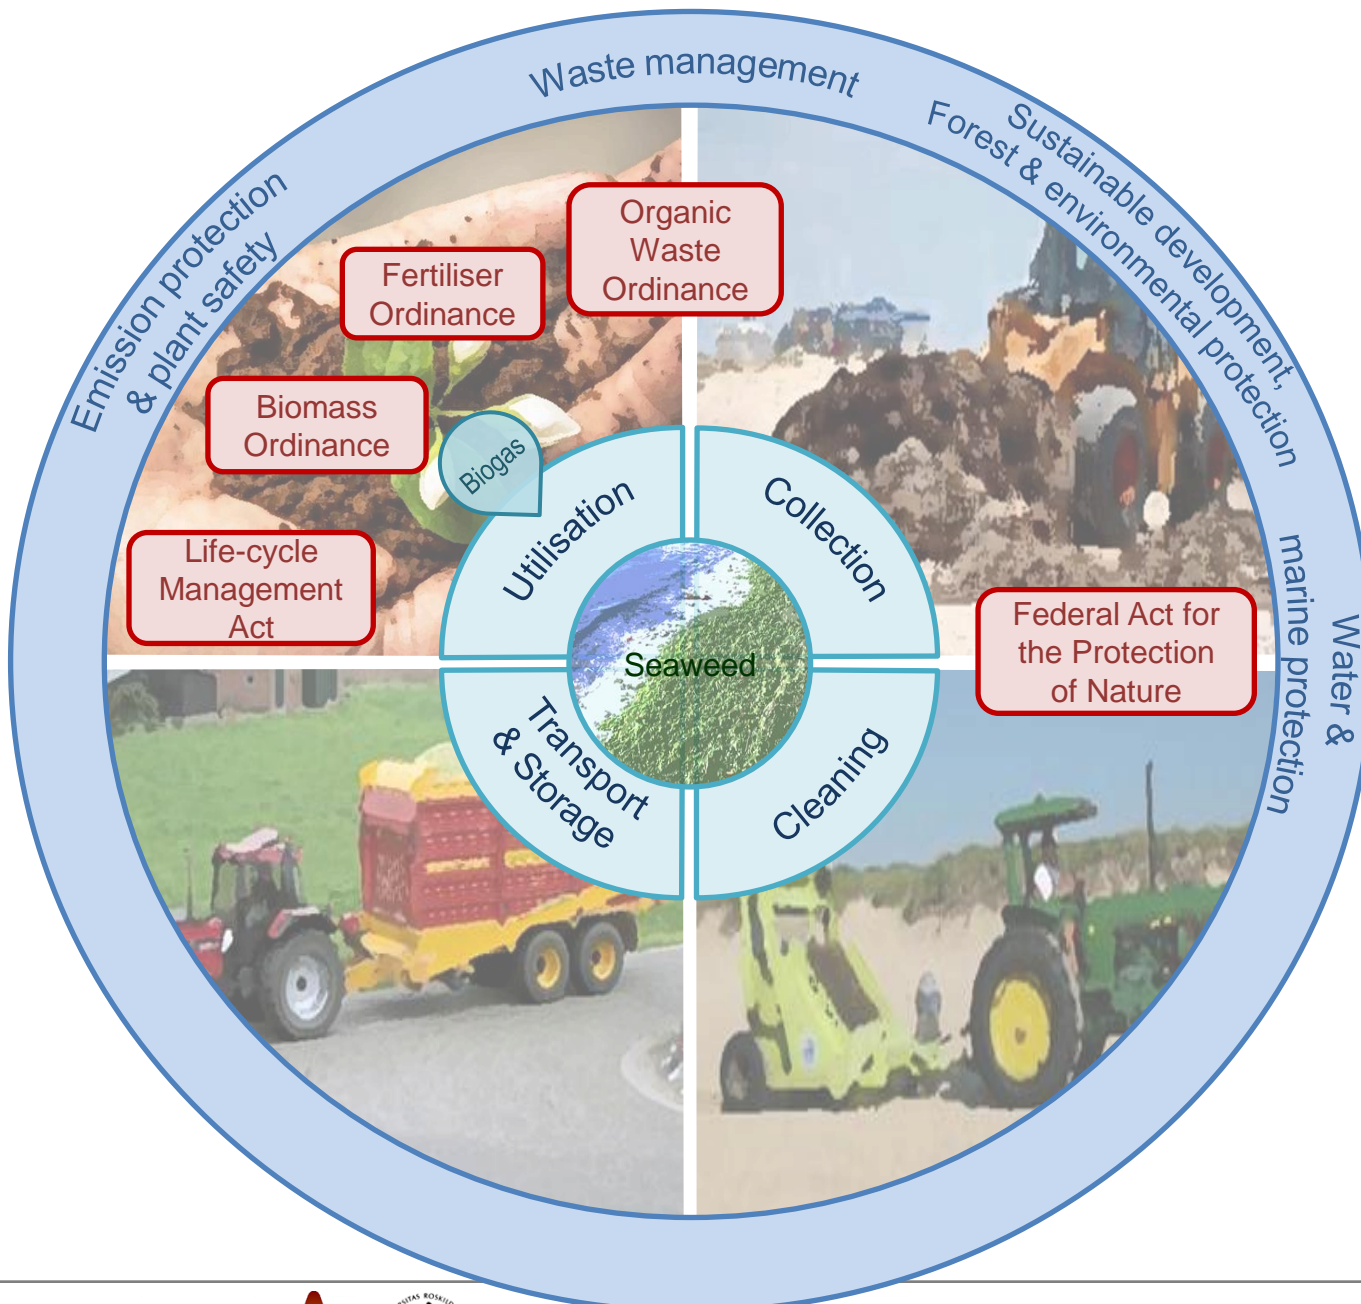 Waste management
Sustainable development,
Forest & environmental protection
Emission protection
& plant safety
Water &
marine protection
Organic
Waste
Ordinance
Fertiliser
Ordinance
Biomass
Ordinance
Life-cycle
Management
Act
Federal Act for
the Protection
of Nature
Biogas
Utilisation
Collection
Seaweed
Transport
& Storage
Cleaning